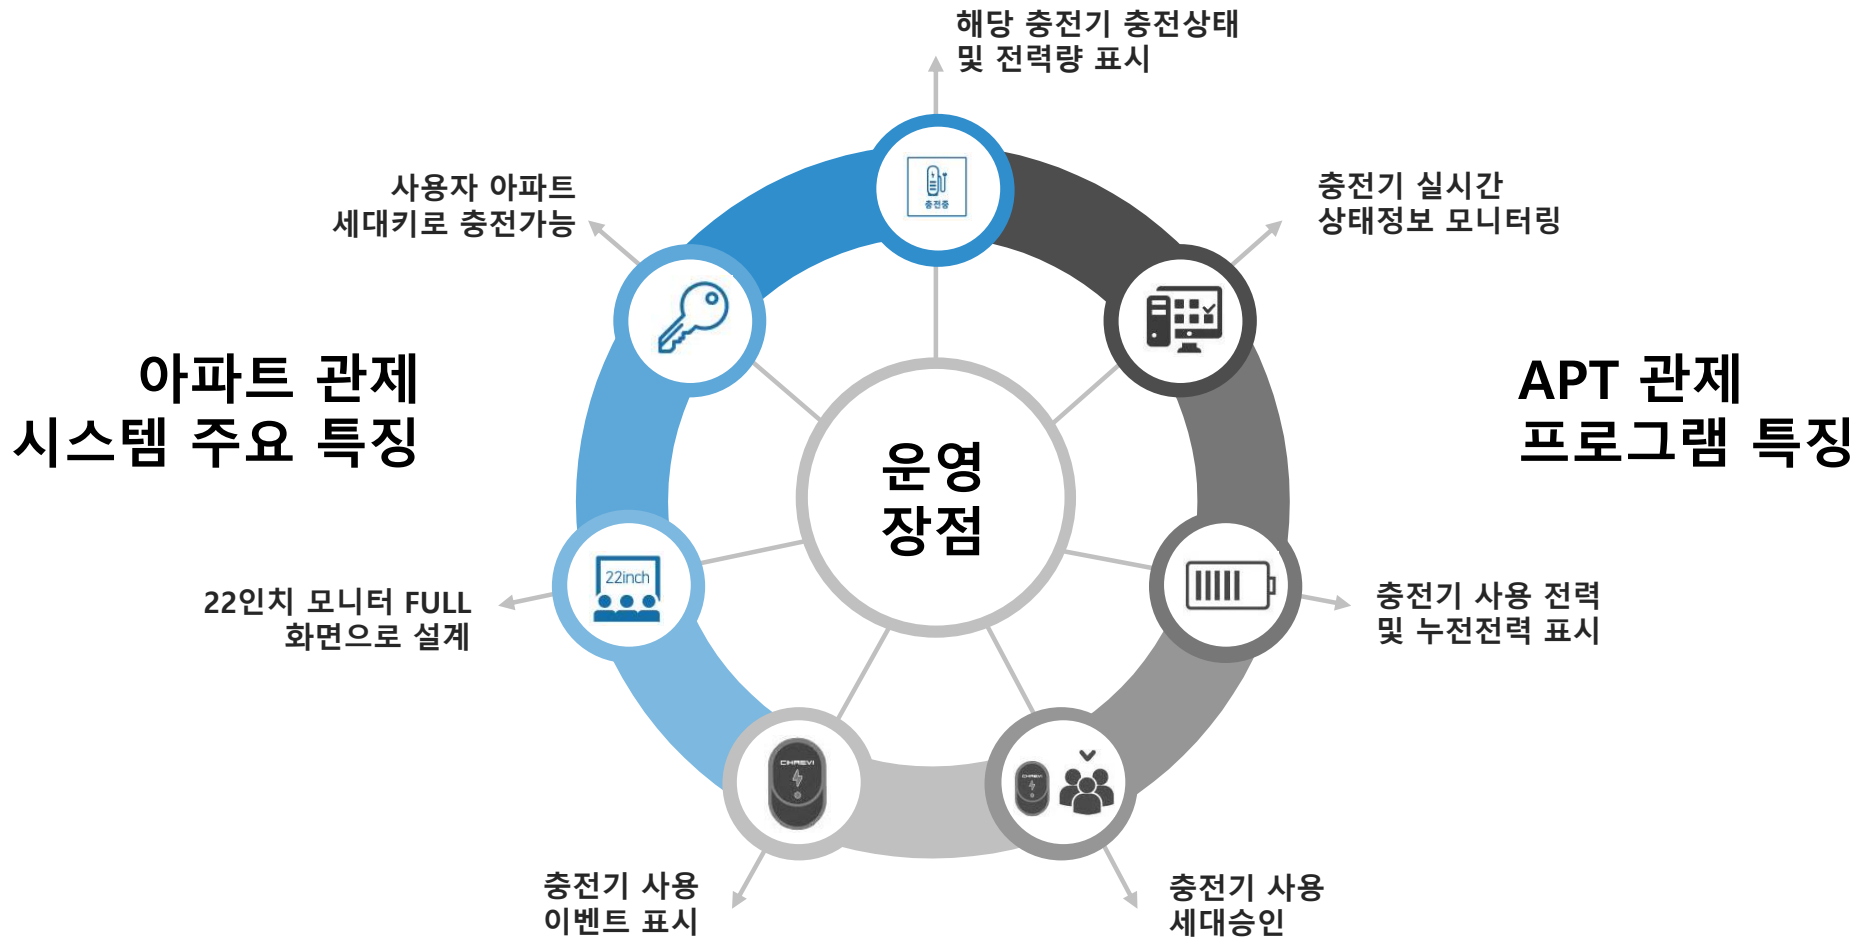 해당 충전기 충전상태
및 전력량 표시
충전중
사용자 아파트
세대키로 충전가능
충전기 실시간
상태정보 모니터링
아파트 관제
시스템 주요 특징
운영
장점
APT 관제
프로그램 특징
22inch
22인치 모니터 FULL
화면으로 설계
충전기 사용 전력
및 누전전력 표시
CHAEVI
CHAEVI
충전기 사용
이벤트 표시
충전기 사용
세대승인